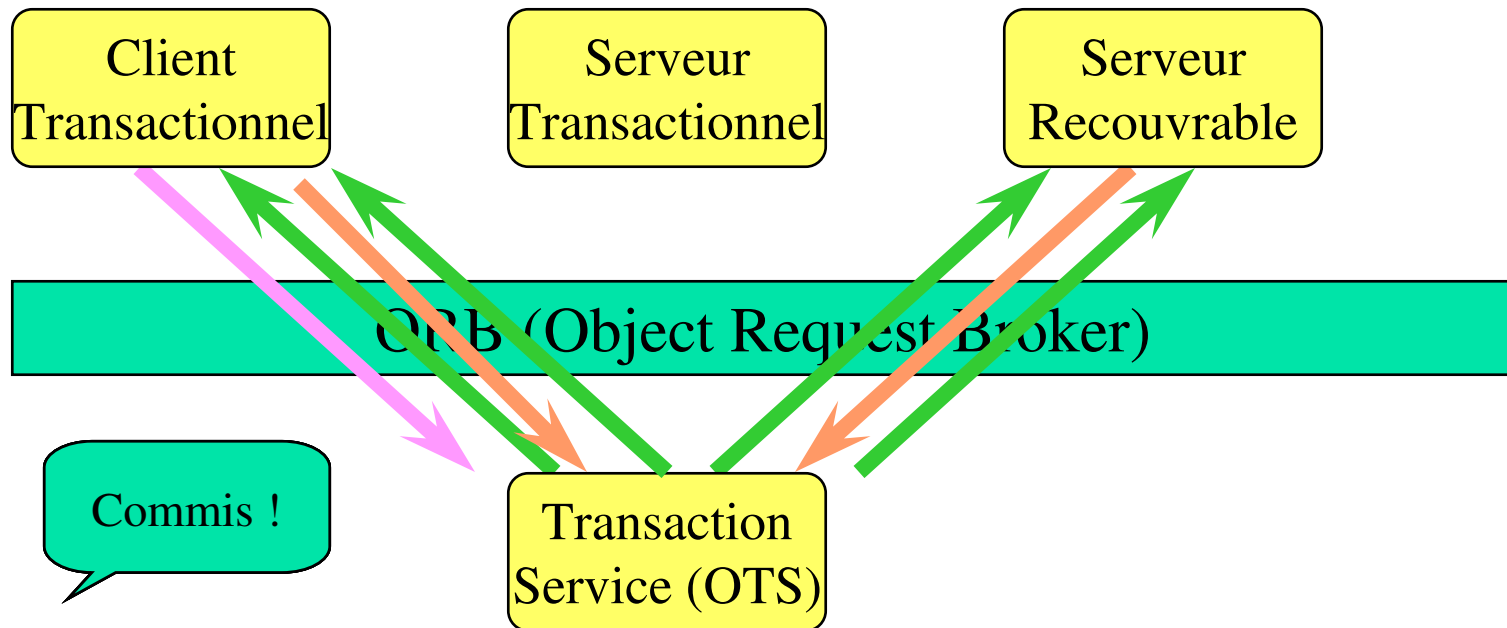 Client
Transactionnel
Serveur
Transactionnel
Serveur
Recouvrable
ORB (Object Request Broker)
Commis !
Transaction
Service (OTS)